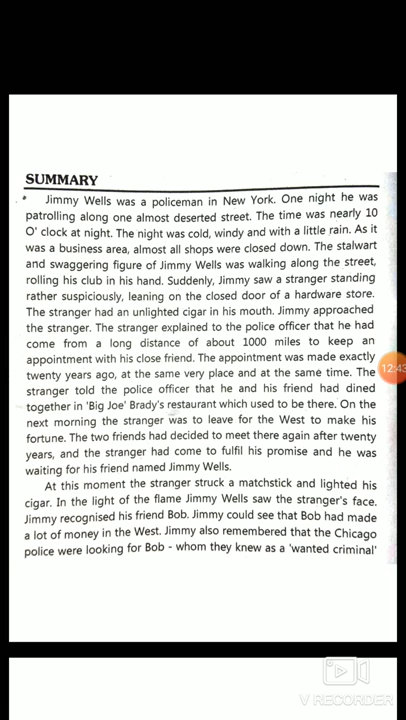 SUMMARY
Jimmy Wells was a policeman in New York. One night he was
patrolling along one almost deserted street. The time was nearly 10
O' clock at night. The night was cold, windy and with a little rain. As it
was a business area, almost all shops were closed down. The stalwart
and swaggering figure of Jimmy Wells was walking along the street,
rolling his club in his hand. Suddenly, Jimmy saw a stranger standing
rather suspiciously, leaning on the closed door of a hardware store.
The stranger had an unlighted cigar in his mouth. Jimmy approached
the stranger. The stranger explained to the police officer that he had
come from a long distance of about 1000 miles to keep an
appointment with his close friend. The appointment was made exactly
twenty years ago, at the same very place and at the same time. The
stranger told the police officer that he and his friend had dined
together in 'Big Joe' Brady's restaurant which used to be there. On the
next morning the stranger was to leave for the West to make his
fortune. The two friends had decided to meet there again after twenty
years, and the stranger had come to fulfil his promise and he was
waiting for his friend named Jimmy Wells.
At this moment the stranger struck a matchstick and lighted his
cigar. In the light of the flame Jimmy Wells saw the stranger's face.
Jimmy recognised his friend Bob. Jimmy could see that Bob had made
a lot of money in the West. Jimmy also remembered that the Chicago
police were looking for Bob - whom they knew as a 'wanted criminal'
12:43
V RECORDER